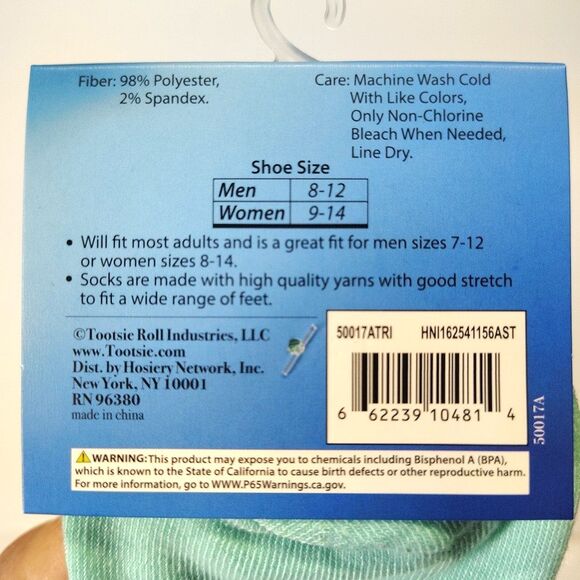 Fiber: 98% Polyester,
2% Spandex.
Care: Machine Wash Cold
With Like Colors,
Only Non-Chlorine
Bleach When Needed,
Line Dry.
Shoe Size
Men 8-12
Women 9-14
• Will fit most adults and is a great fit for men sizes 7-12
or women sizes 8-14.
• Socks are made with high quality yarns with good stretch
to fit a wide range of feet.
©Tootsie Roll Industries, LLC
www.Tootsie.com
Dist. by Hosiery Network, Inc.
New York, NY 10001
RN 96380
made in china
50017ATRI HNI162541156AST
6 62239 10481 4
50017A
⚠WARNING: This product may expose you to chemicals including Bisphenol A (BPA),
which is known to the State of California to cause birth defects or other reproductive harm.
For more information, go to WWW.P65Warnings.ca.gov.